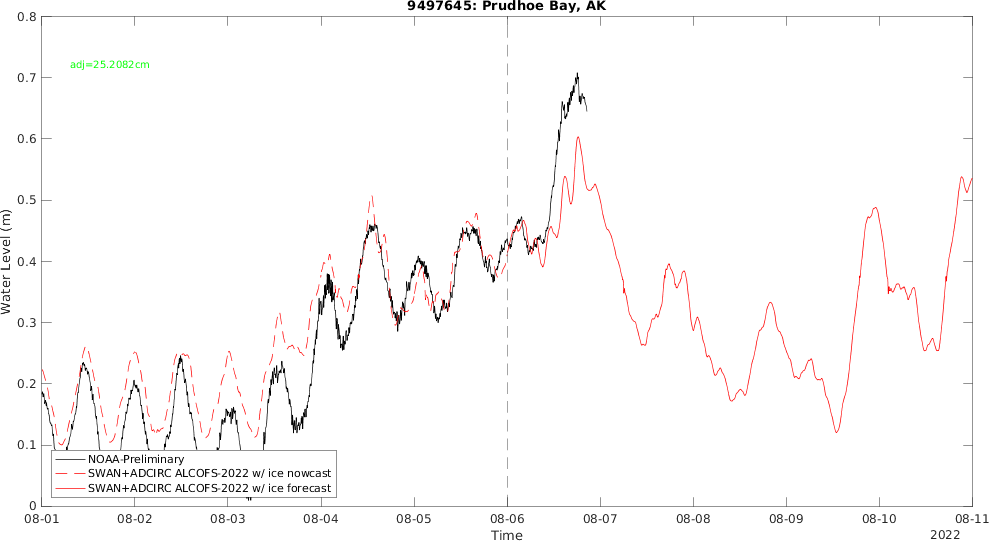 9497645: Prudhoe Bay, AK
adj=25.2082cm
Water Level (m)
0.8
0.7
0.6
0.5
0.4
0.3
0.2
0.1
0
NOAA-Preliminary
SWAN+ADCIRC ALCOFS-2022 w/ ice nowcast
SWAN+ADCIRC ALCOFS-2022 w/ ice forecast
08-01 08-02 08-03 08-04 08-05 08-06 08-07 08-08 08-09 08-10 08-11
Time
2022